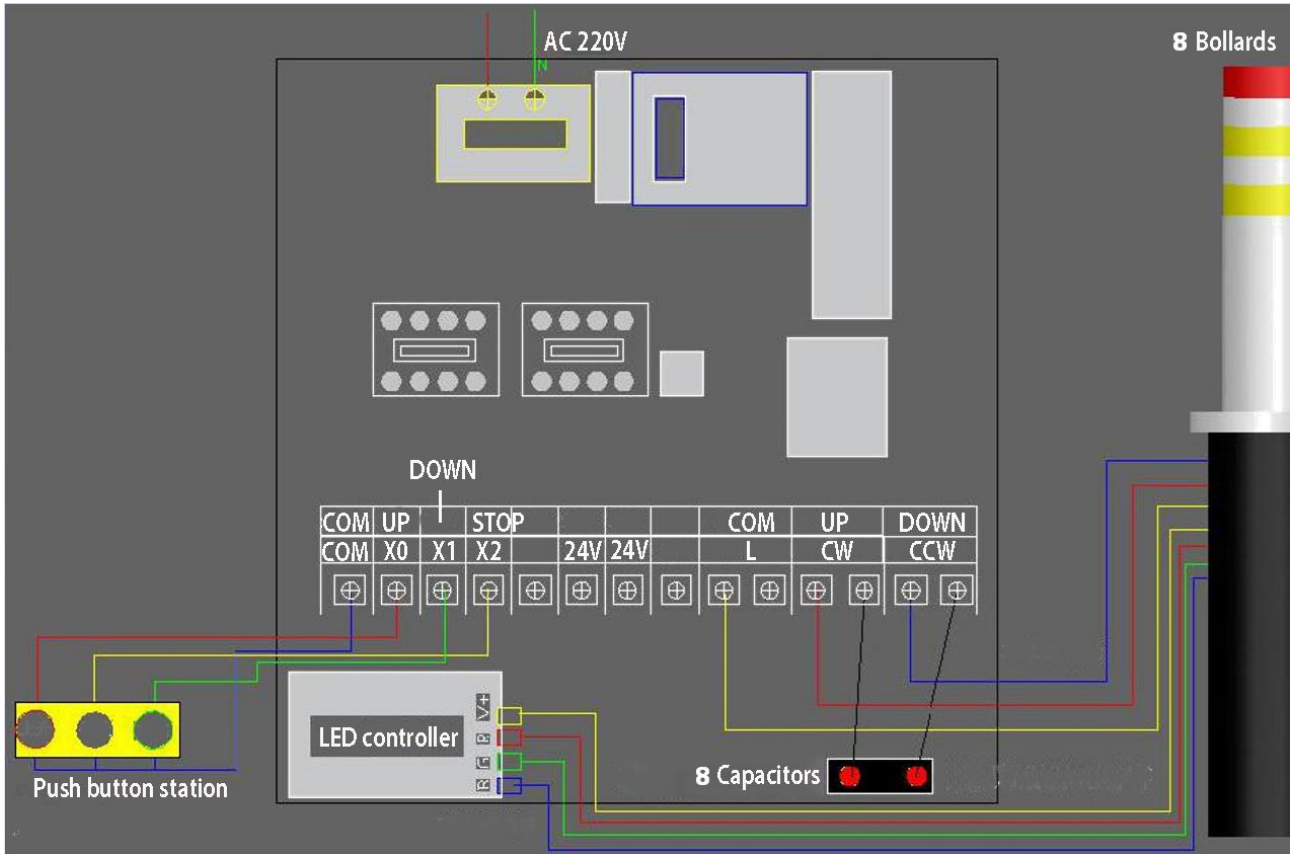 AC 220V
N
8 Bollards
DOWN
COM UP STOP COM UP DOWN
COM X0 X1 X2 24V 24V L CW CCW
LED controller
V+
R
G
B
Push button station
8 Capacitors